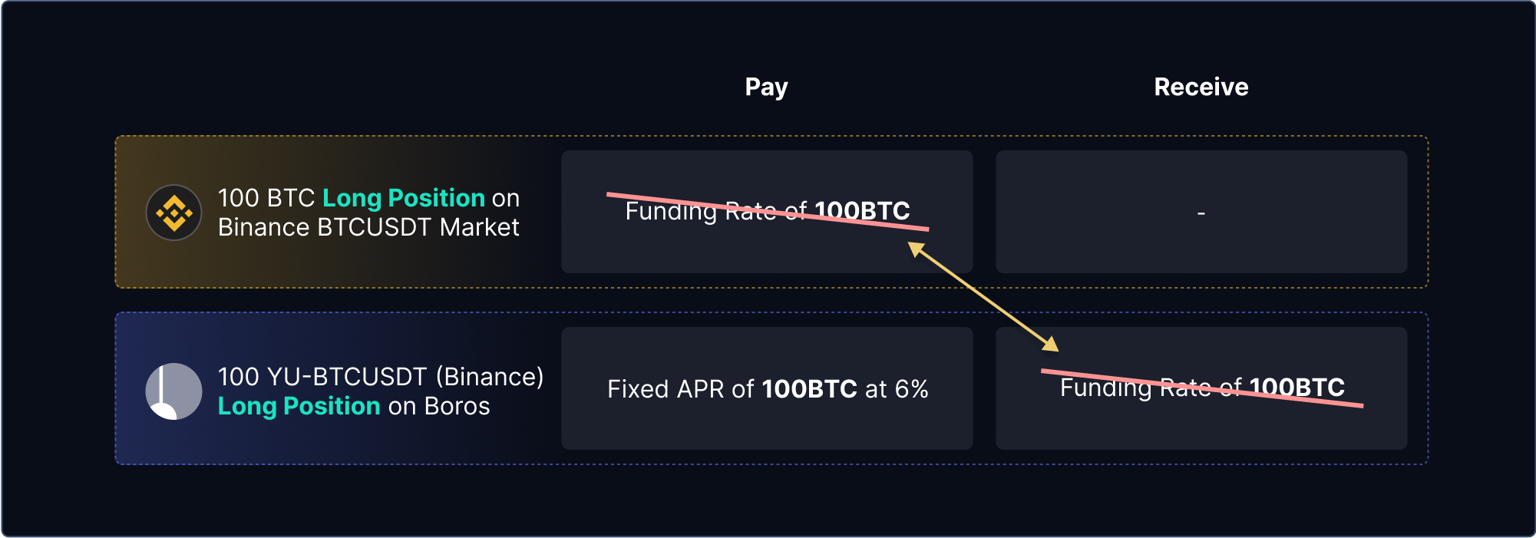 Pay
Receive
100 BTC Long Position on
Binance BTCUSDT Market
Funding Rate of 100BTC
-
100 YU-BTCUSDT (Binance)
Long Position on Boros
Fixed APR of 100BTC at 6%
Funding Rate of 100BTC